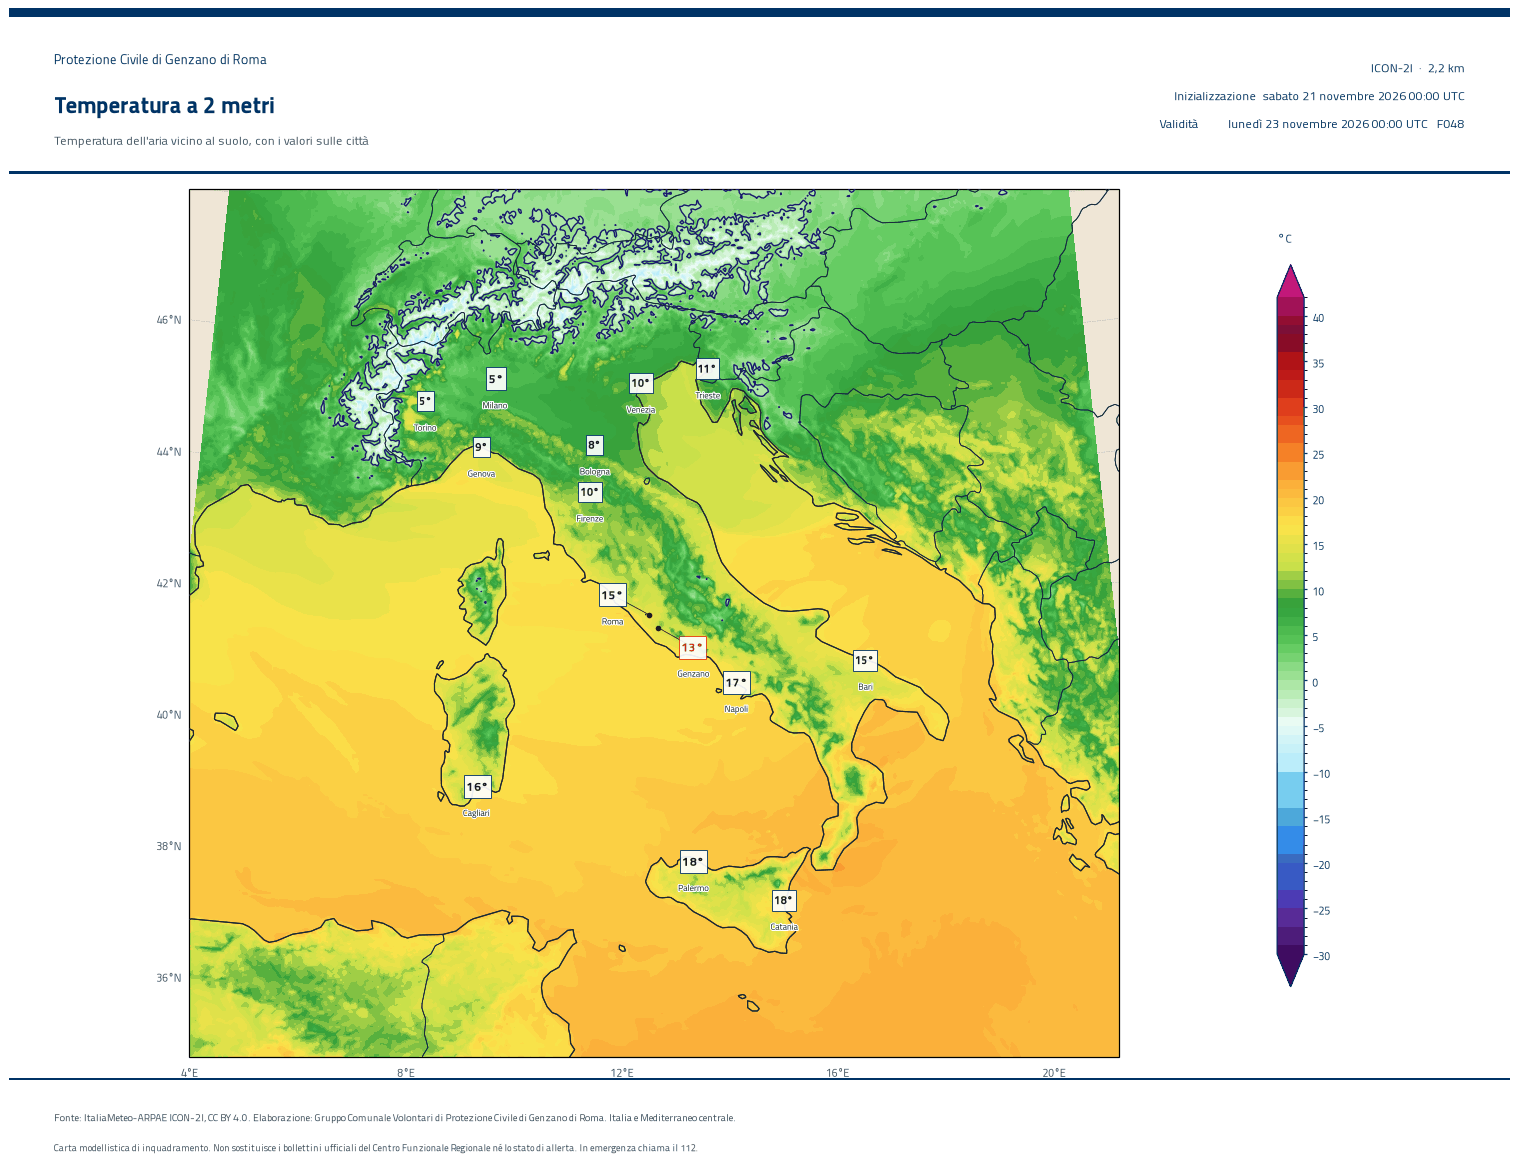 Protezione Civile di Genzano di Roma
Temperatura a 2 metri
Temperatura dell'aria vicino al suolo, con i valori sulle città
ICON-2I · 2,2 km
Inizializzazione sabato 21 novembre 2026 00:00 UTC
Validità lunedì 23 novembre 2026 00:00 UTC F048
°C
46°N
44°N
42°N
40°N
38°N
36°N
4°E
8°E
12°E
16°E
20°E
5°
Milano
5°
Torino
10°
Venezia
11°
Trieste
9°
Genova
8°
Bologna
10°
Firenze
15°
Roma
13°
Genzano
17°
Napoli
15°
Bari
16°
Cagliari
18°
Palermo
18°
Catania
40
35
30
25
20
15
10
5
0
−5
−10
−15
−20
−25
−30
Fonte: ItaliaMeteo-ARPAE ICON-2I, CC BY 4.0. Elaborazione: Gruppo Comunale Volontari di Protezione Civile di Genzano di Roma. Italia e Mediterraneo centrale.
Carta modellistica di inquadramento. Non sostituisce i bollettini ufficiali del Centro Funzionale Regionale né lo stato di allerta. In emergenza chiama il 112.